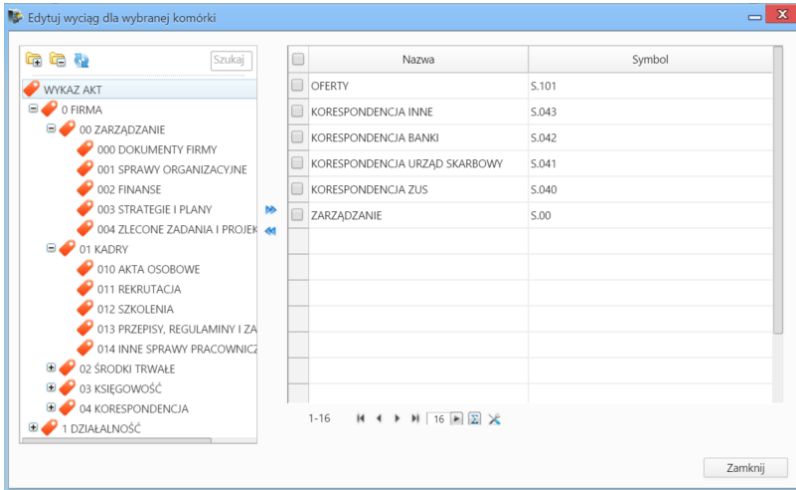 Edytuj wyciąg dla wybranej komórki
Szukaj
WYKAZ AKT
0 FIRMA
00 ZARZĄDZANIE
000 DOKUMENTY FIRMY
001 SPRAWY ORGANIZACYJNE
002 FINANSE
003 STRATEGIE I PLANY
004 ZLECONE ZADANIA I PROJEK
01 KADRY
010 AKTA OSOBOWE
011 REKRUTACJA
012 SZKOLENIA
013 PRZEPISY, REGULAMINY I ZA
014 INNE SPRAWY PRACOWNICZ
02 ŚRODKI TRWAŁE
03 KSIĘGOWOŚĆ
04 KORESPONDENCJA
1 DZIAŁALNOŚĆ
Nazwa Symbol
OFERTY S.101
KORESPONDENCJA INNE S.043
KORESPONDENCJA BANKI S.042
KORESPONDENCJA URZĄD SKARBOWY S.041
KORESPONDENCJA ZUS S.040
ZARZĄDZANIE S.00
1-16 16
Zamknij